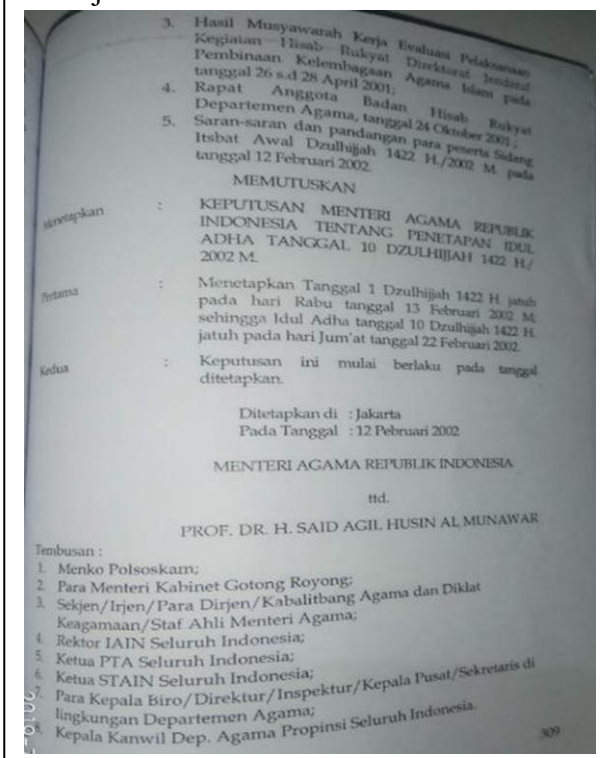 3. Hasil Musyawarah Kerja Evaluasi Pelaksanaan
Kegiatan Hisab Rukyat Direktorat Jenderal
Pembinaan Kelembagaan Agama Islam pada
tanggal 26 s.d 28 April 2001;
4. Rapat Anggota Badan Hisab Rukyat
Departemen Agama, tanggal 24 Oktober 2001 ;
5. Saran-saran dan pandangan para peserta Sidang
Itsbat Awal Dzulhijjah 1422 H./2002 M. pada
tanggal 12 Februari 2002.
MEMUTUSKAN
Menetapkan : KEPUTUSAN MENTERI AGAMA REPUBLIK
INDONESIA TENTANG PENETAPAN IDUL
ADHA TANGGAL 10 DZULHIJJAH 1422 H./
2002 M.
Pertama : Menetapkan Tanggal 1 Dzulhijjah 1422 H. jatuh
pada hari Rabu tanggal 13 Februari 2002 M.
sehingga Idul Adha tanggal 10 Dzulhijjah 1422 H.
jatuh pada hari Jum'at tanggal 22 Februari 2002.
Kedua : Keputusan ini mulai berlaku pada tanggal
ditetapkan.
Ditetapkan di : Jakarta
Pada Tanggal : 12 Pebruari 2002
MENTERI AGAMA REPUBLIK INDONESIA
ttd.
PROF. DR. H. SAID AGIL HUSIN AL MUNAWAR
Tembusan :
1. Menko Polsoskam;
2. Para Menteri Kabinet Gotong Royong;
3. Sekjen/Irjen/Para Dirjen/Kabalitbang Agama dan Diklat
Keagamaan/Staf Ahli Menteri Agama;
4. Rektor IAIN Seluruh Indonesia;
5. Ketua PTA Seluruh Indonesia;
6. Ketua STAIN Seluruh Indonesia;
7. Para Kepala Biro/Direktur/Inspektur/Kepala Pusat/Sekretaris di
lingkungan Departemen Agama;
8. Kepala Kanwil Dep. Agama Propinsi Seluruh Indonesia.
309